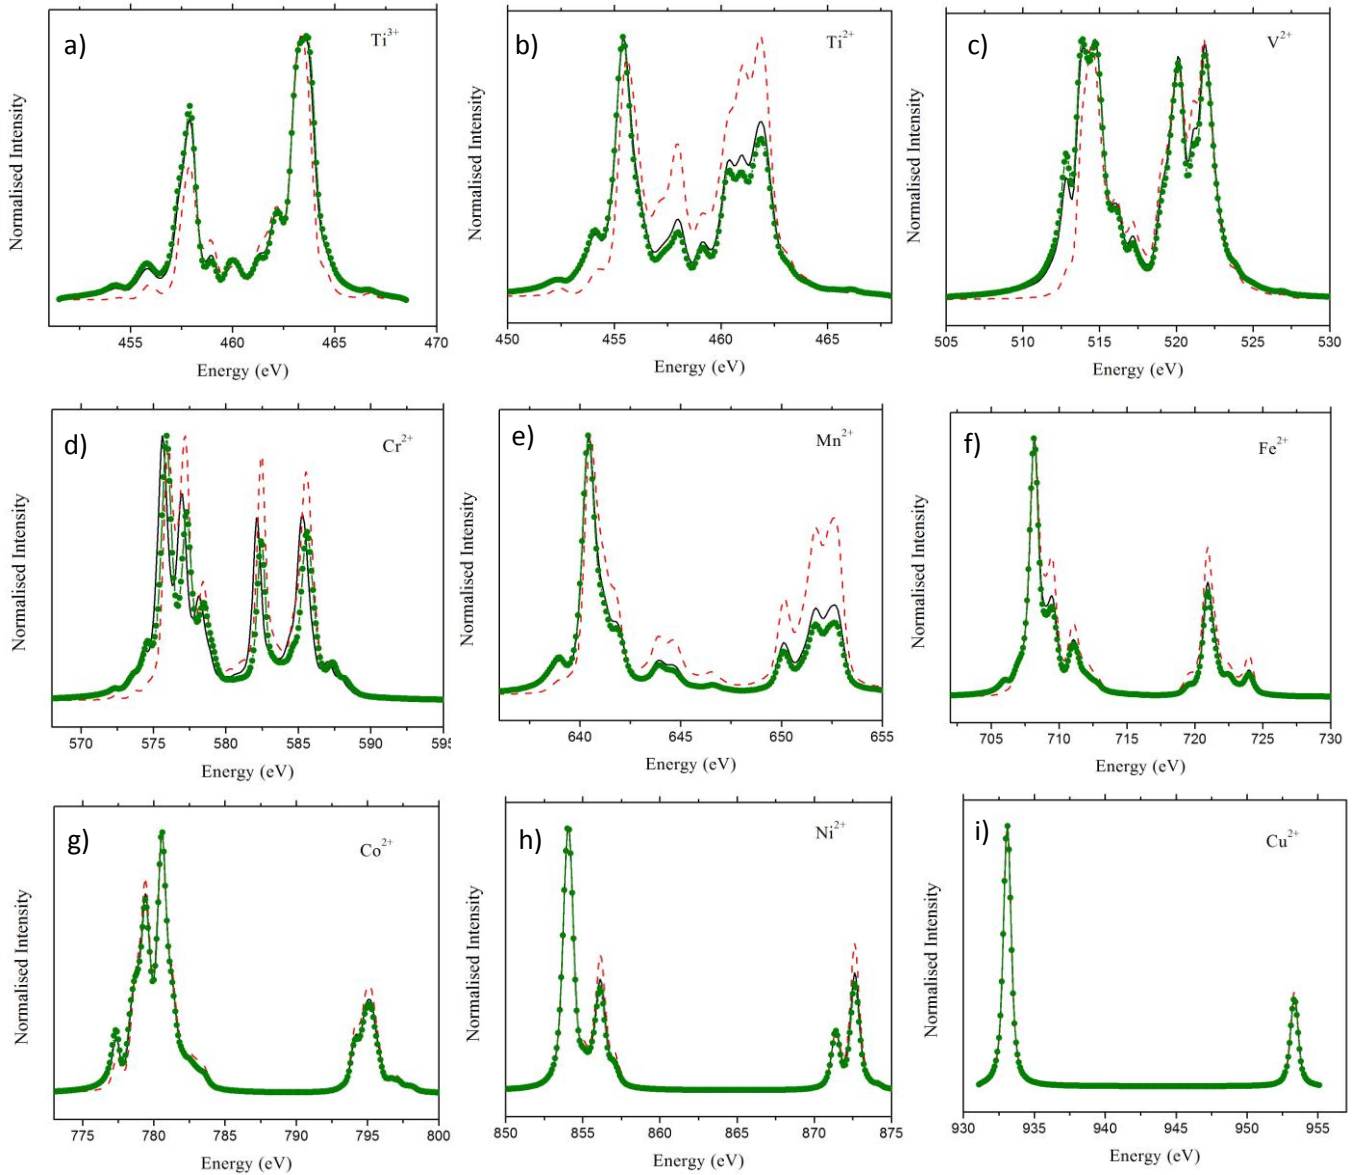 a)
Ti3+
Normalised Intensity
455 460 465 470
Energy (eV)
b)
Ti2+
Normalised Intensity
450 455 460 465
Energy (eV)
c)
V2+
Normalised Intensity
505 510 515 520 525 530
Energy (eV)
d)
Cr2+
Normalised Intensity
570 575 580 585 590 595
Energy (eV)
e)
Mn2+
Normalised Intensity
640 645 650 655
Energy (eV)
f)
Fe2+
Normalised Intensity
705 710 715 720 725 730
Energy (eV)
g)
Co2+
Normalised Intensity
775 780 785 790 795 800
Energy (eV)
h)
Ni2+
Normalised Intensity
850 855 860 865 870 875
Energy (eV)
i)
Cu2+
Normalised Intensity
930 935 940 945 950 955
Energy (eV)